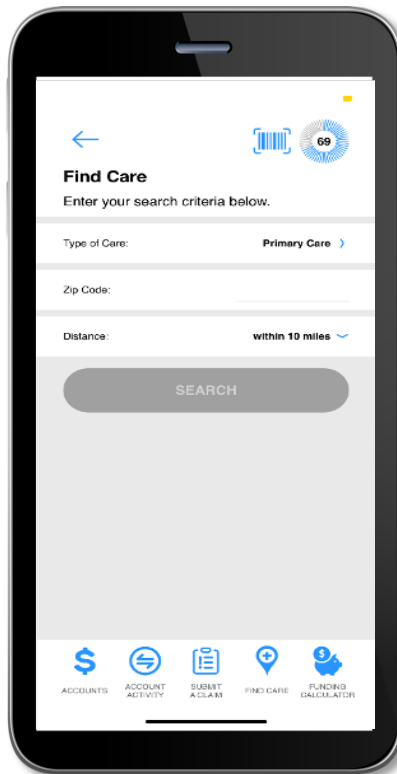 69
Find Care
Enter your search criteria below.
Type of Care: Primary Care
Zip Code:
Distance: within 10 miles
SEARCH
ACCOUNTS
ACCOUNT
ACTIVITY
SUBMIT
A CLAIM
FIND CARE
FUNDING
CALCULATOR